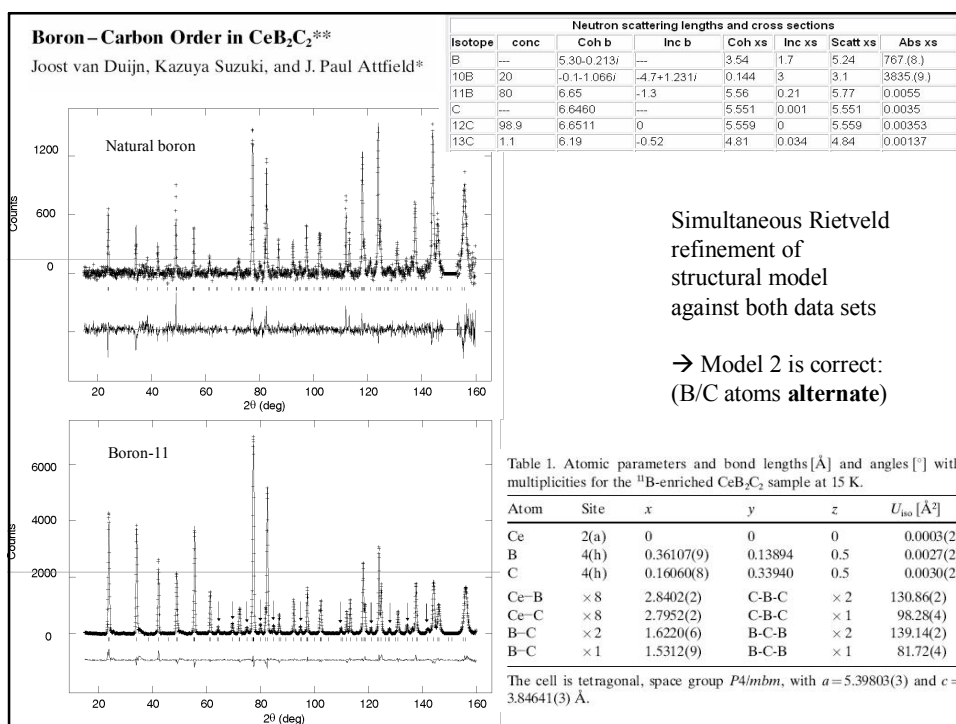 Boron–Carbon Order in CeB₂C₂**
Joost van Duijn, Kazuya Suzuki, and J. Paul Attfield*
Neutron scattering lengths and cross sections
Isotope conc Coh b Inc b Coh xs Inc xs Scatt xs Abs xs
B --- 5.30-0.213i --- 3.54 1.7 5.24 767.(8.)
10B 20 -0.1-1.066i -4.7+1.231i 0.144 3 3.1 3835.(9.)
11B 80 6.65 -1.3 5.56 0.21 5.77 0.0055
C --- 6.6460 --- 5.551 0.001 5.551 0.0035
12C 98.9 6.6511 0 5.559 0 5.559 0.00353
13C 1.1 6.19 -0.52 4.81 0.034 4.84 0.00137
Natural boron
Counts
1200
600
0
20 40 60 80 100 120 140 160
2θ (deg)
Boron-11
Counts
6000
4000
2000
0
20 40 60 80 100 120 140 160
2θ (deg)
Simultaneous Rietveld
refinement of
structural model
against both data sets
→ Model 2 is correct:
(B/C atoms alternate)
Table 1. Atomic parameters and bond lengths [Å] and angles [°] with
multiplicities for the ¹¹B-enriched CeB₂C₂ sample at 15 K.
Atom Site x y z Uiso [Å²]
Ce 2(a) 0 0 0 0.0003(2
B 4(h) 0.36107(9) 0.13894 0.5 0.0027(2
C 4(h) 0.16060(8) 0.33940 0.5 0.0030(2
Ce–B ×8 2.8402(2) C-B-C ×2 130.86(2)
Ce–C ×8 2.7952(2) C-B-C ×1 98.28(4)
B–C ×2 1.6220(6) B-C-B ×2 139.14(2)
B–C ×1 1.5312(9) B-C-B ×1 81.72(4)
The cell is tetragonal, space group P4/mbm, with a=5.39803(3) and c=
3.84641(3) Å.